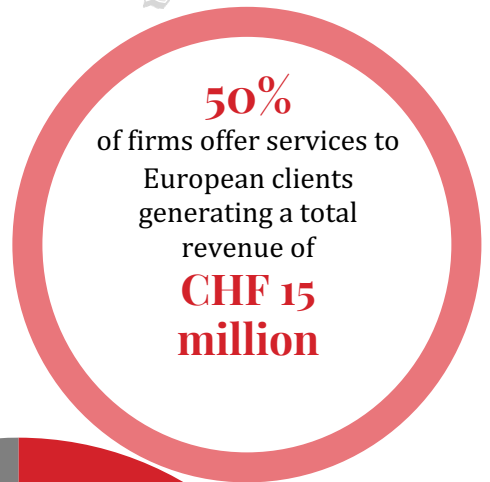 50%
of firms offer services to
European clients
generating a total
revenue of
CHF 15
million